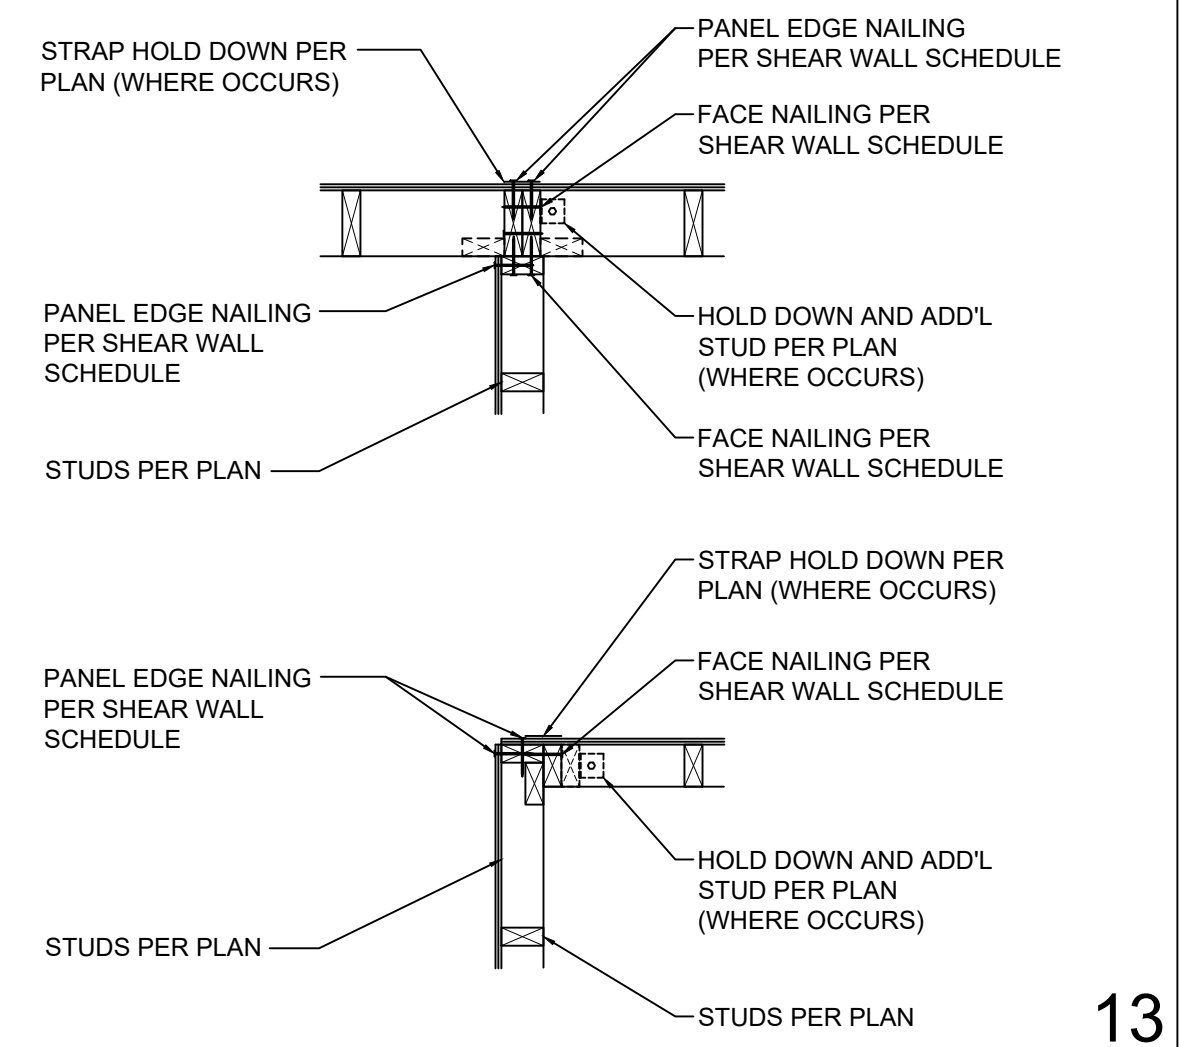 STRAP HOLD DOWN PER
PLAN (WHERE OCCURS)
PANEL EDGE NAILING
PER SHEAR WALL SCHEDULE
FACE NAILING PER
SHEAR WALL SCHEDULE
PANEL EDGE NAILING
PER SHEAR WALL
SCHEDULE
HOLD DOWN AND ADD'L
STUD PER PLAN
(WHERE OCCURS)
STUDS PER PLAN
FACE NAILING PER
SHEAR WALL SCHEDULE
STRAP HOLD DOWN PER
PLAN (WHERE OCCURS)
PANEL EDGE NAILING
PER SHEAR WALL
SCHEDULE
FACE NAILING PER
SHEAR WALL SCHEDULE
HOLD DOWN AND ADD'L
STUD PER PLAN
(WHERE OCCURS)
STUDS PER PLAN
STUDS PER PLAN
13